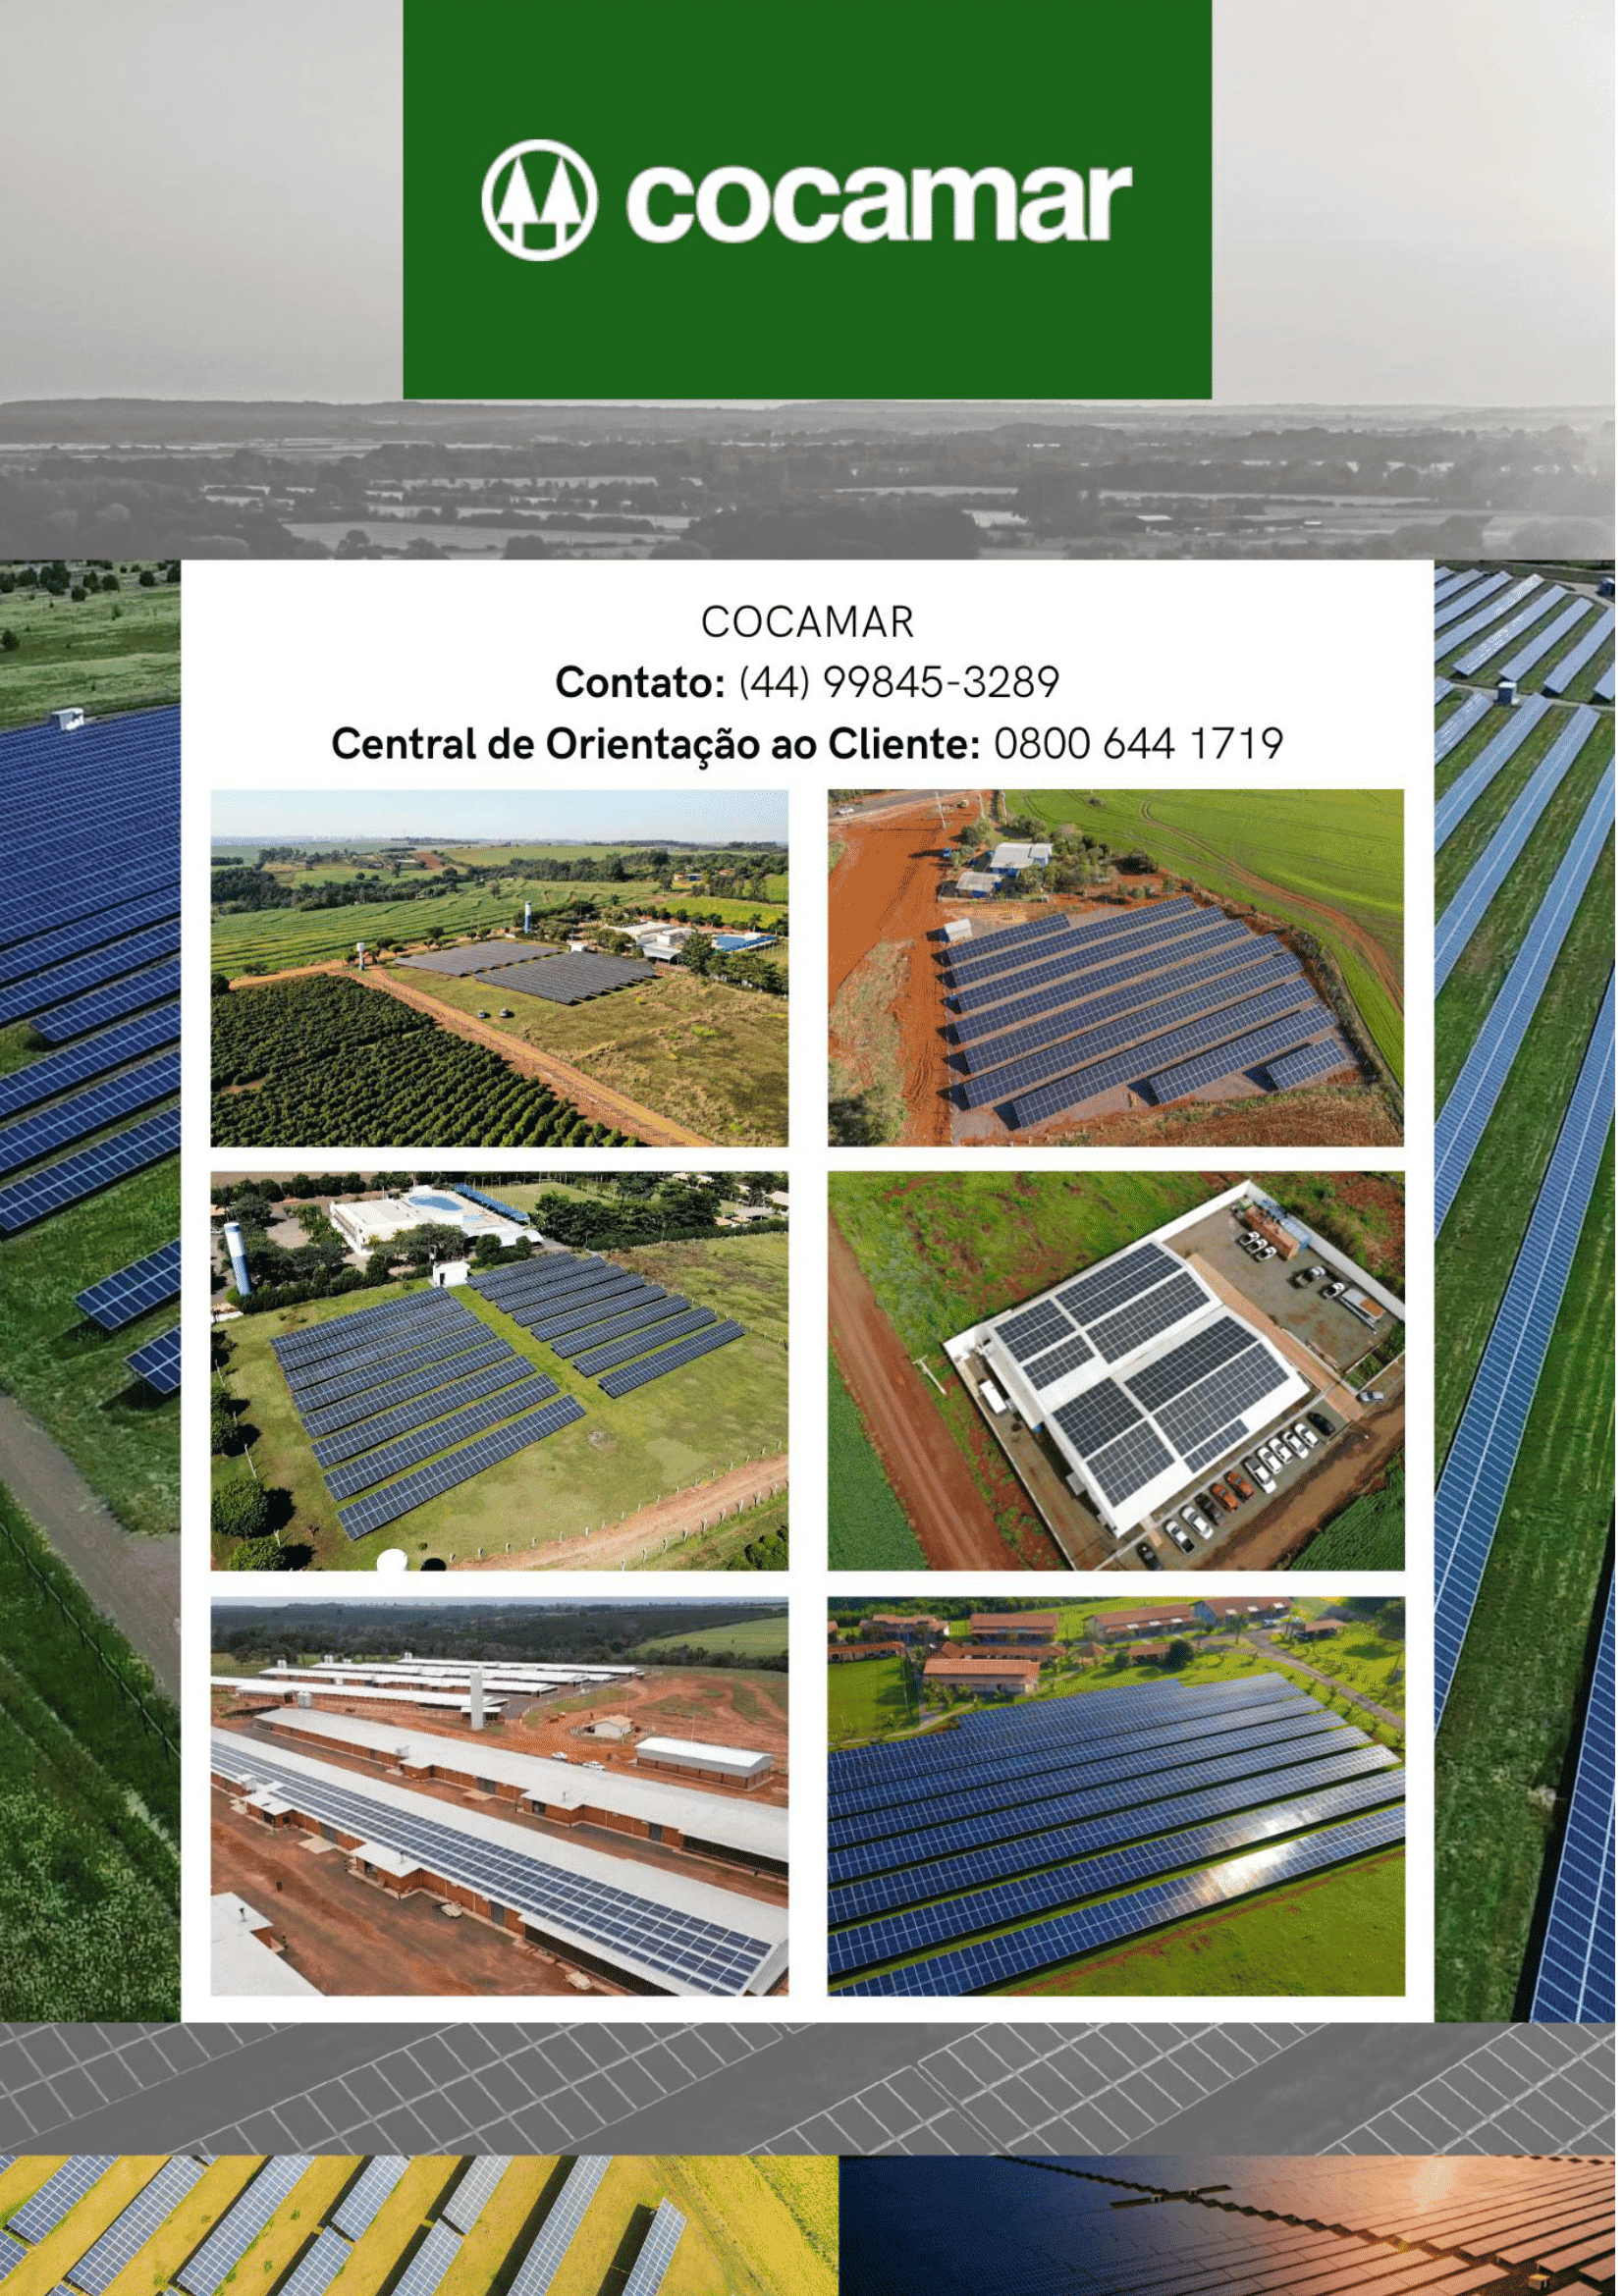 cocamar
COCAMAR
Contato: (44) 99845-3289
Central de Orientação ao Cliente: 0800 644 1719